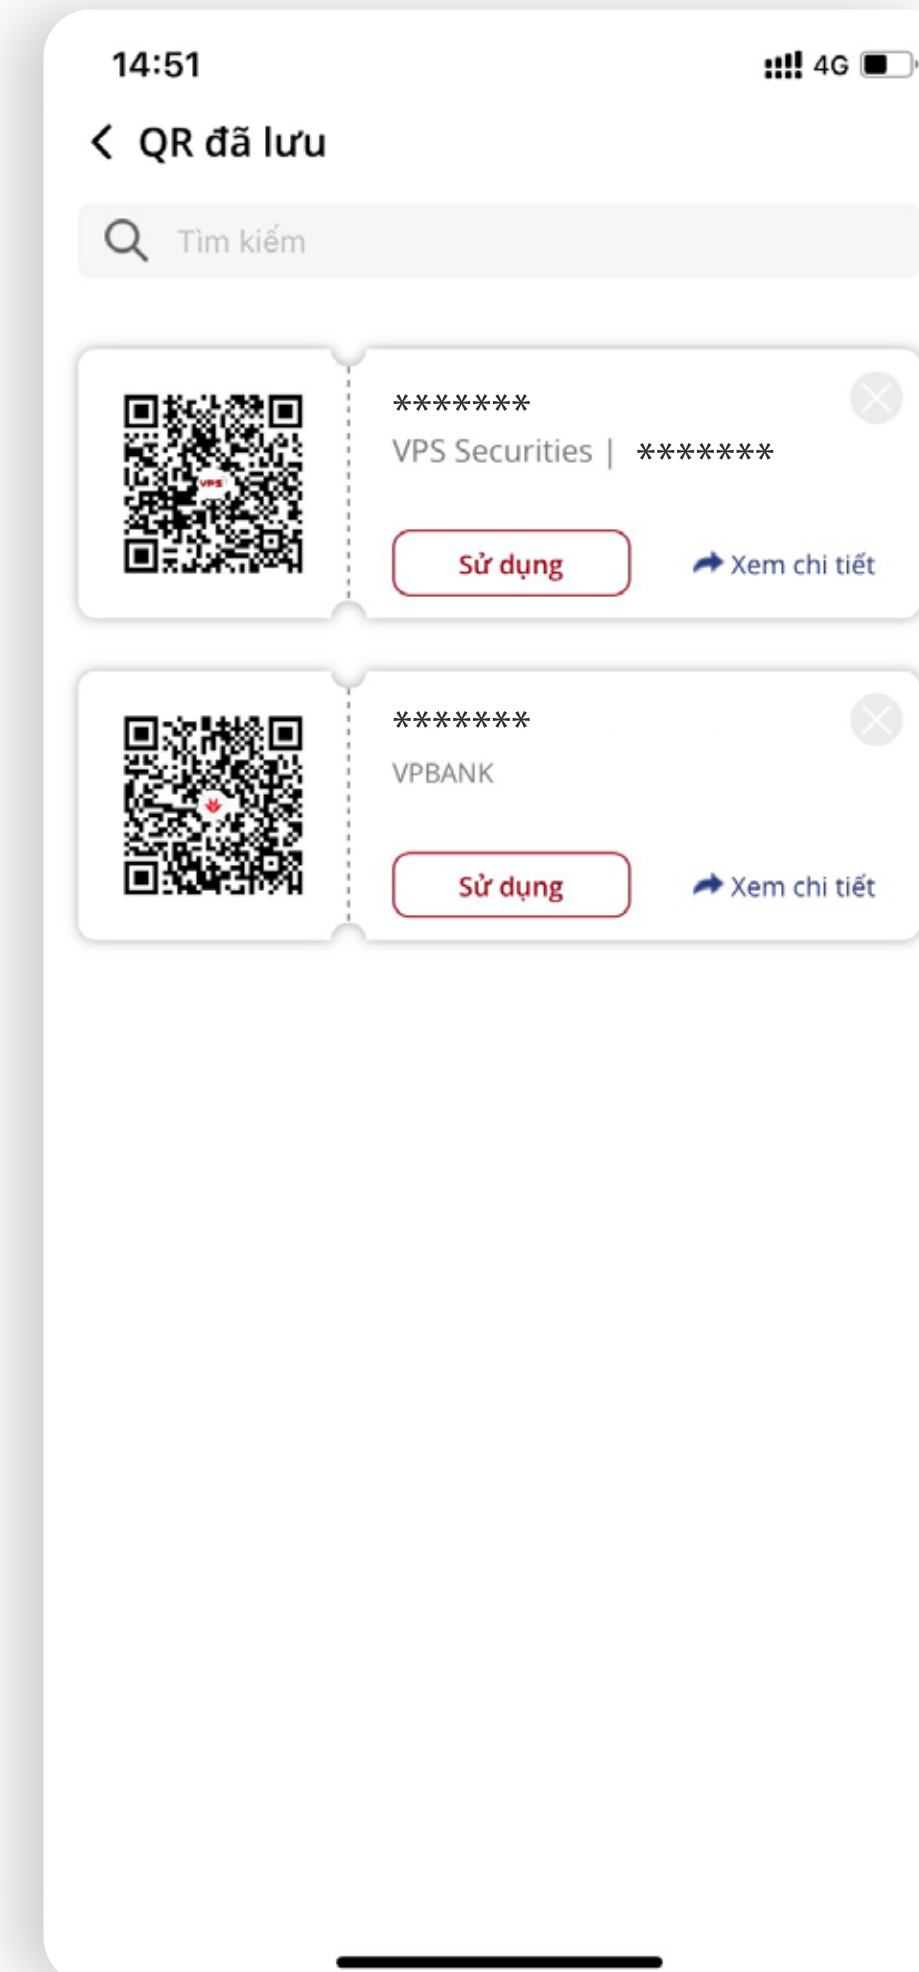 14:51 4G
QR đã lưu
Tìm kiếm
*******
VPS Securities | *******
VPS
Sử dụng Xem chi tiết
*******
VPBANK
Sử dụng Xem chi tiết